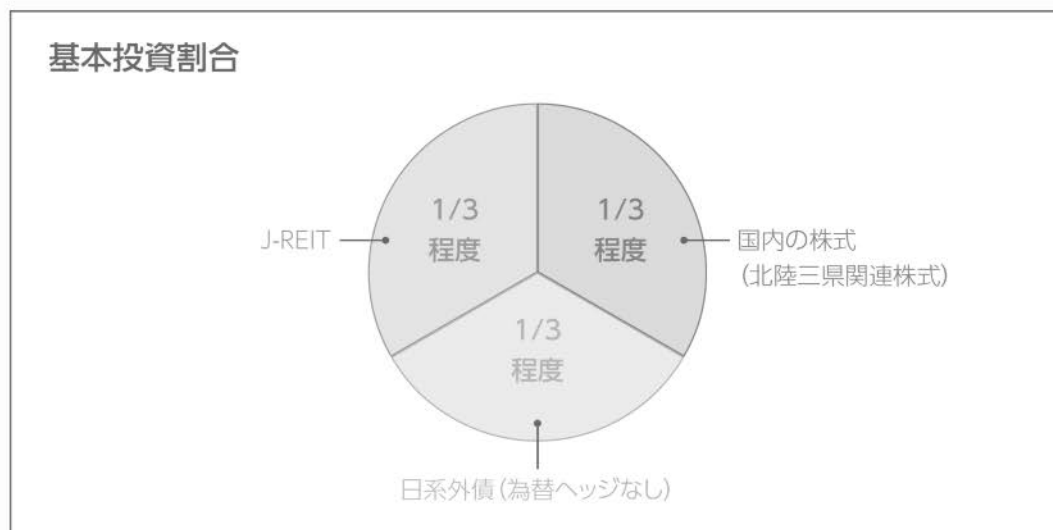 基本投資割合
1/3
程度
J-REIT
1/3
程度
国内の株式
(北陸三県関連株式)
1/3
程度
日系外債(為替ヘッジなし)